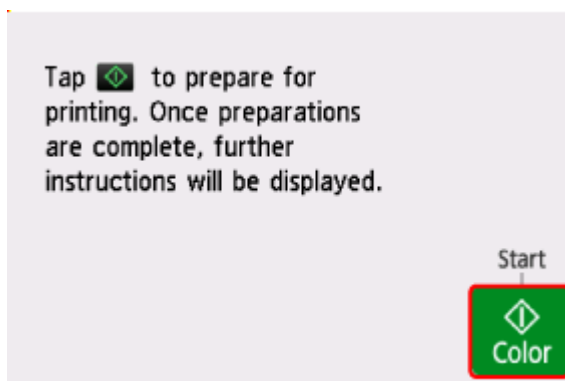 Tap to prepare for
printing. Once preparations
are complete, further
instructions will be displayed.
Start
Color